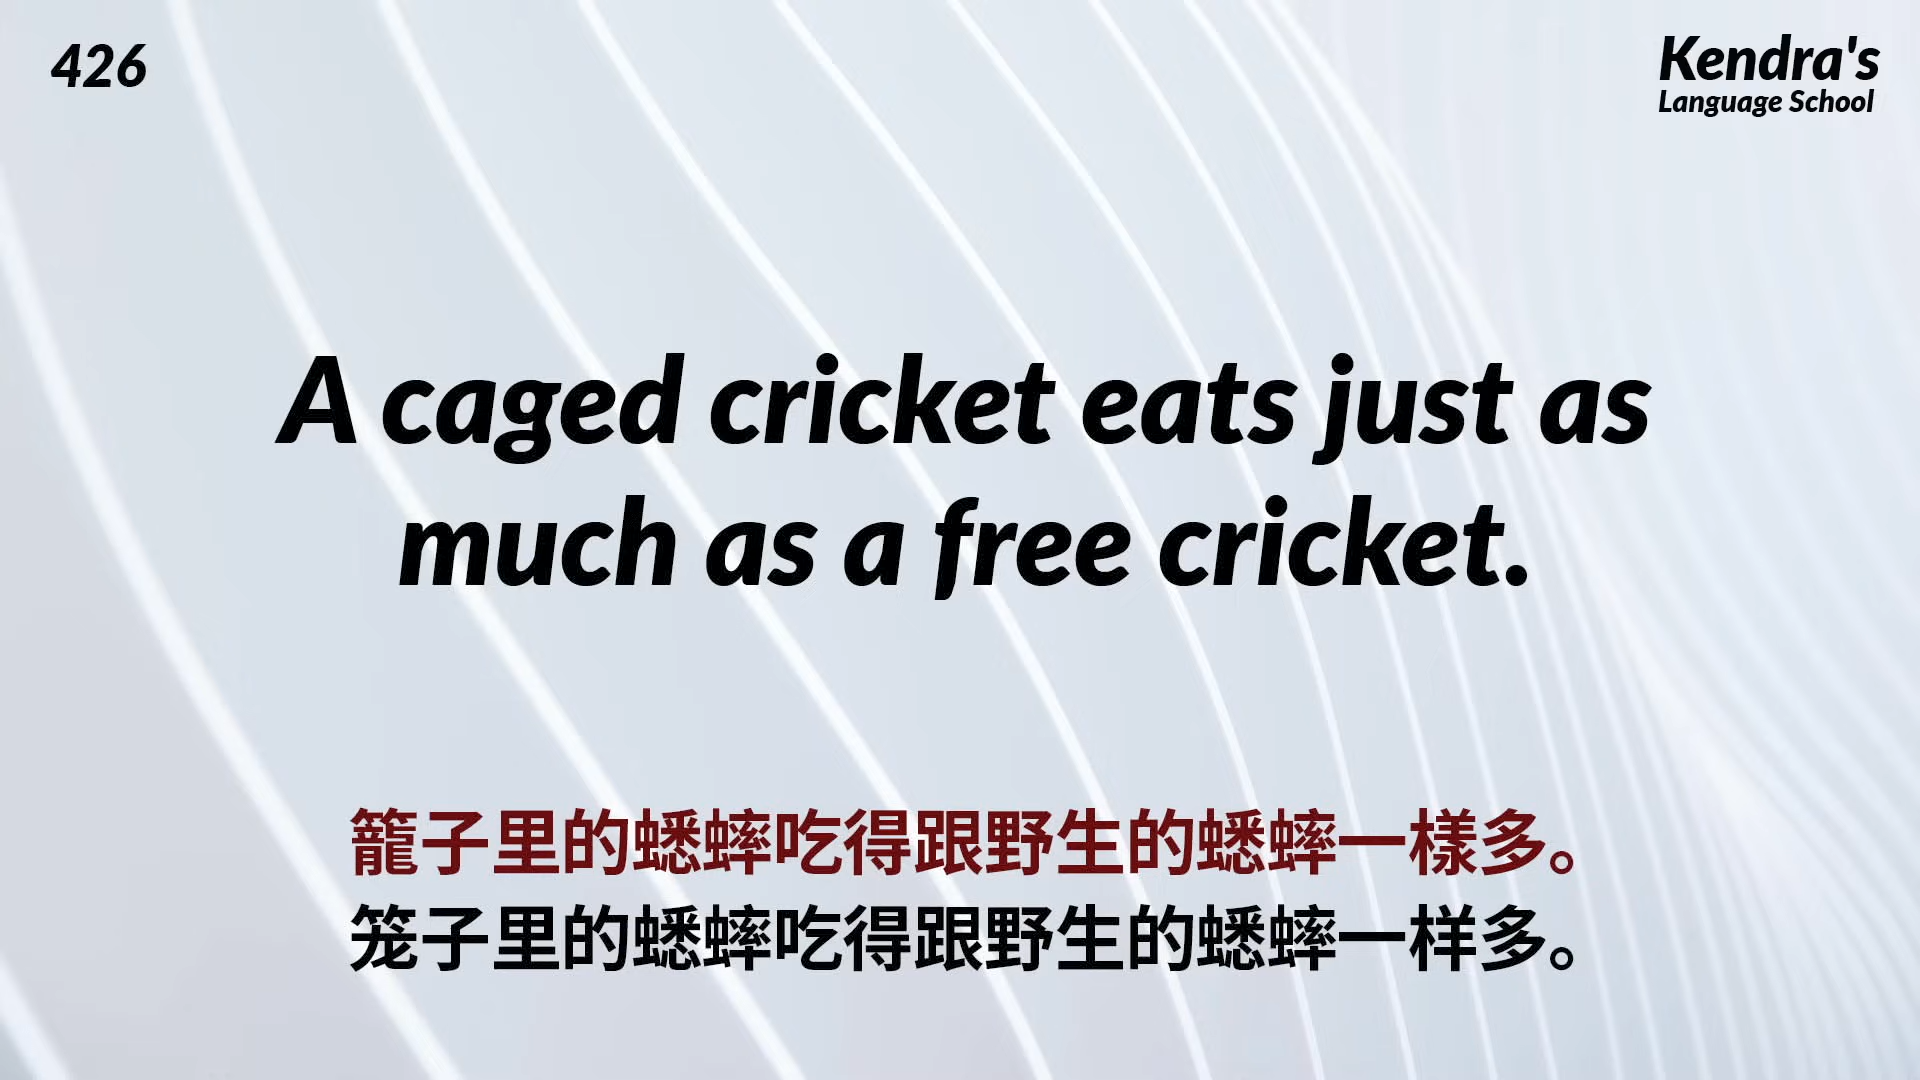 426
Kendra's
Language School
A caged cricket eats just as
much as a free cricket.
籠子里的蟋蟀吃得跟野生的蟋蟀一樣多。
笼子里的蟋蟀吃得跟野生的蟋蟀一样多。